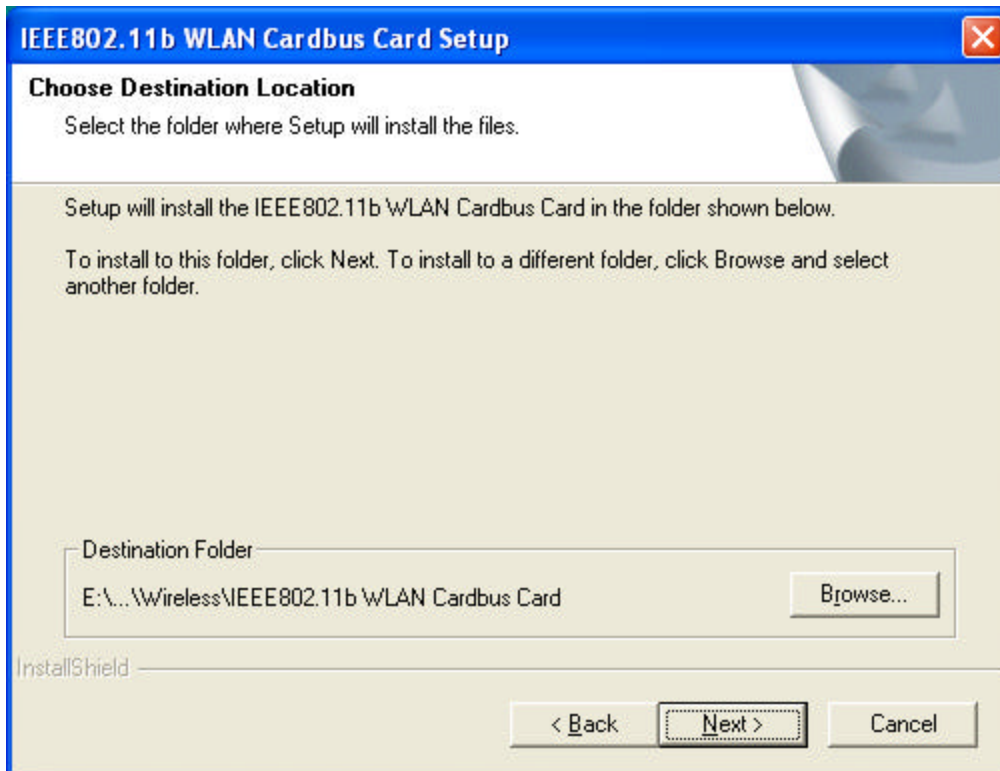 IEEE802.11b WLAN Cardbus Card Setup
Choose Destination Location
Select the folder where Setup will install the files.
Setup will install the IEEE802.11b WLAN Cardbus Card in the folder shown below.
To install to this folder, click Next. To install to a different folder, click Browse and select
another folder.
Destination Folder
E:\...\Wireless\IEEE802.11b WLAN Cardbus Card
Browse...
InstallShield
< Back
Next >
Cancel